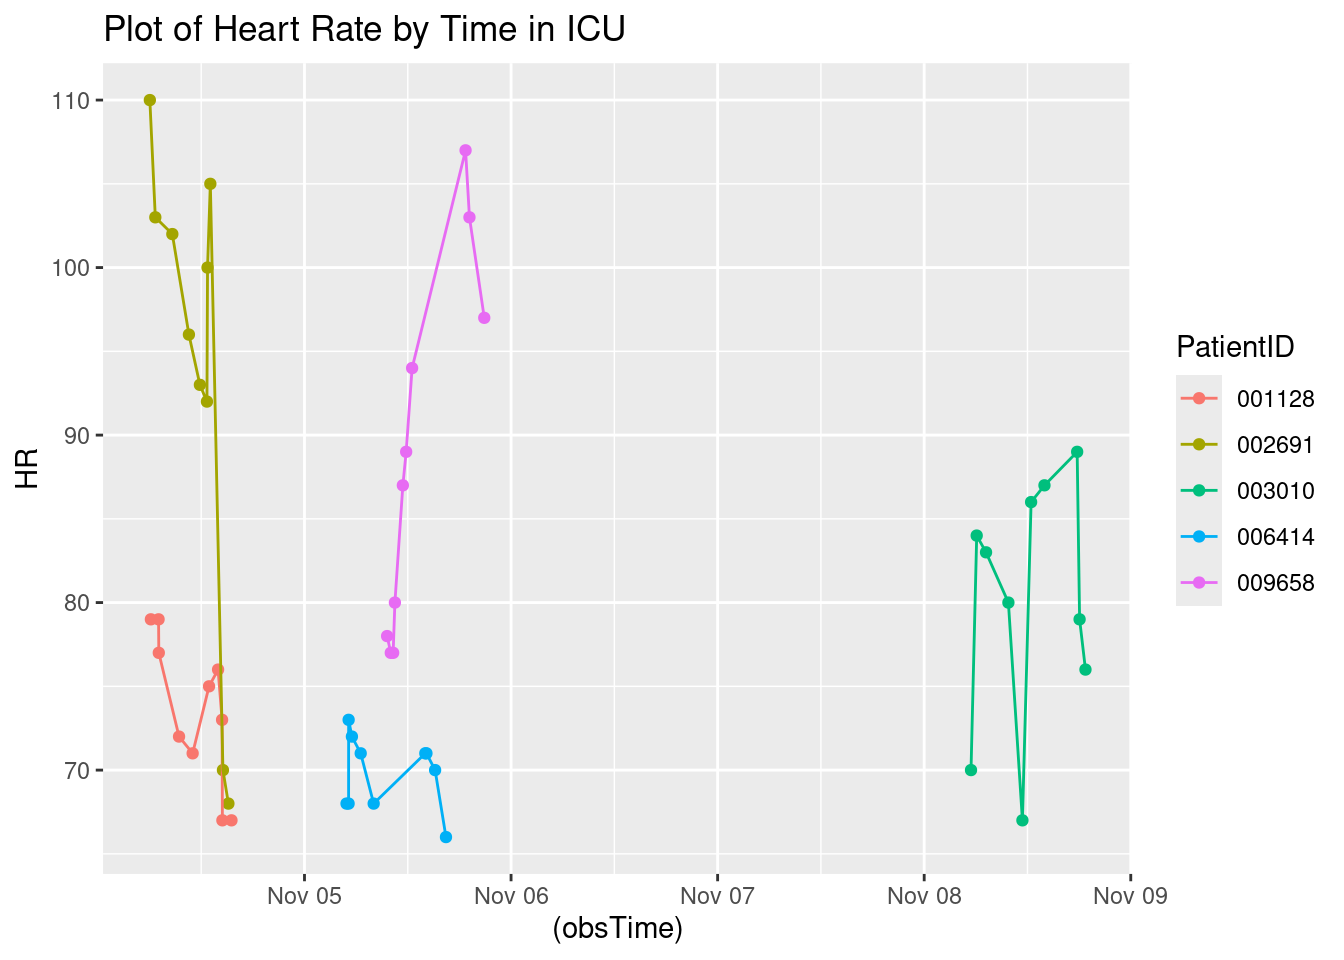 Plot of Heart Rate by Time in ICU
110
100
90
80
70
HR
Nov 05 Nov 06 Nov 07 Nov 08 Nov 09
(obsTime)
PatientID
001128
002691
003010
006414
009658